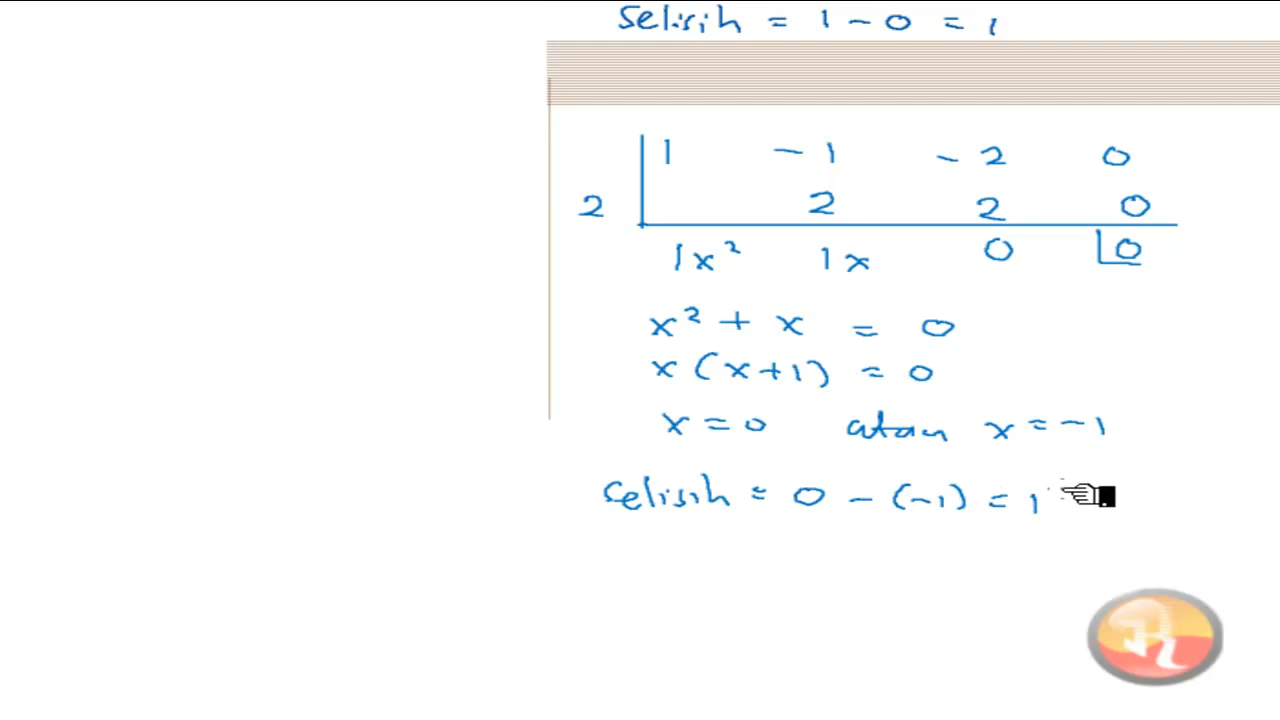 Selisih = 1 - 0 = 1
1 -1 -2 0
2 2 2 0
1x² 1x 0 0
x² + x = 0
x (x+1) = 0
x = 0 atau x = -1
Selisih = 0 - (-1) = 1